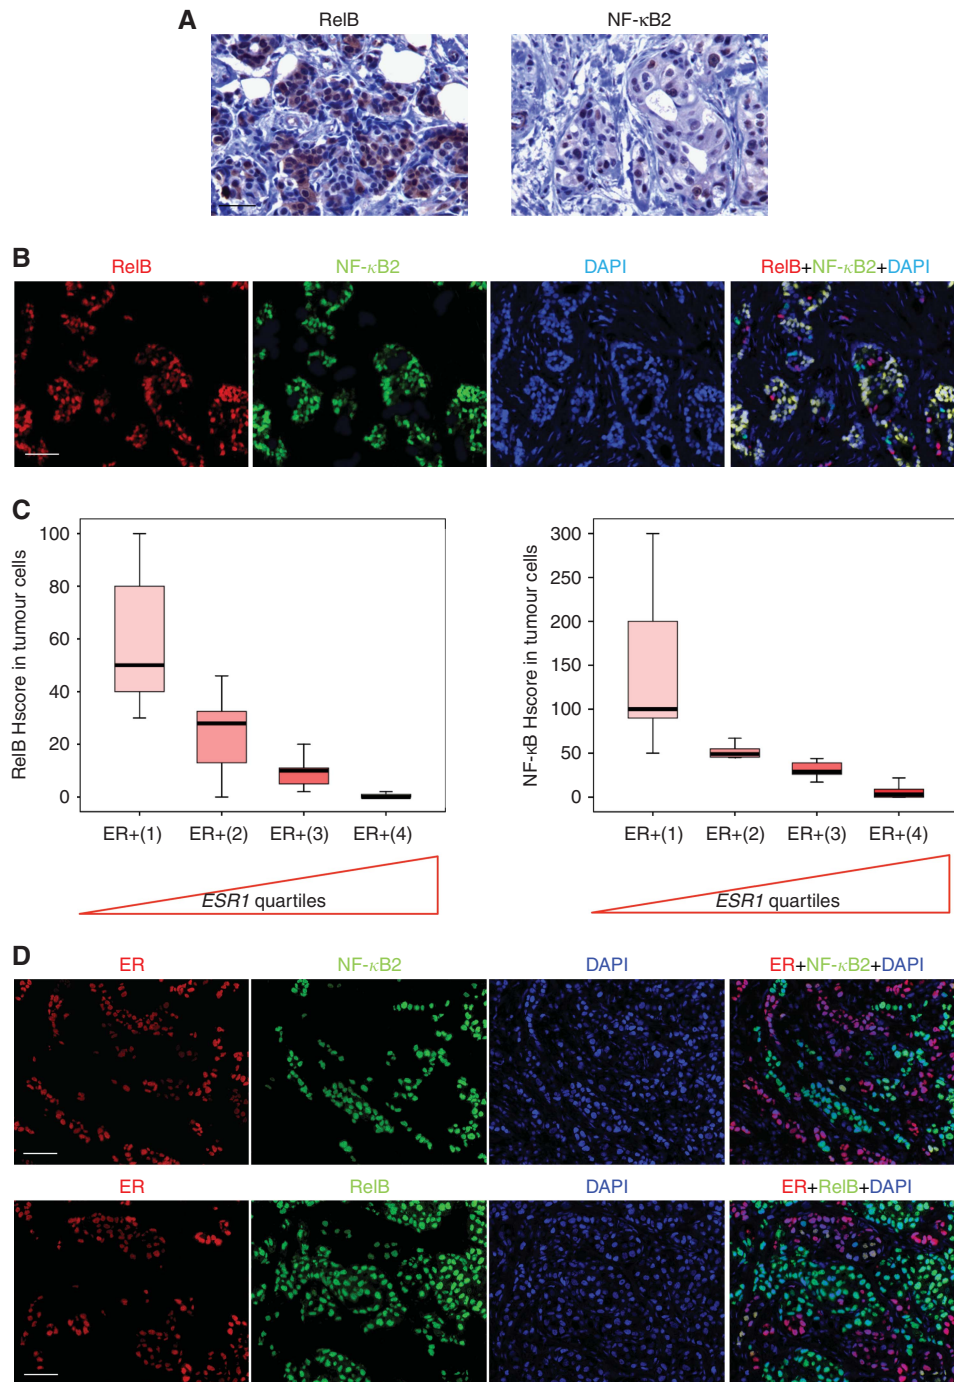 A
RelB
NF-κB2
B
RelB
NF-κB2
DAPI
RelB+NF-κB2+DAPI
C
RelB Hscore in tumour cells
100
80
60
40
20
0
ER+(1)
ER+(2)
ER+(3)
ER+(4)
ESR1 quartiles
NF-κB Hscore in tumour cells
300
200
150
100
50
0
ER+(1)
ER+(2)
ER+(3)
ER+(4)
ESR1 quartiles
D
ER
NF-κB2
DAPI
ER+NF-κB2+DAPI
ER
RelB
DAPI
ER+RelB+DAPI